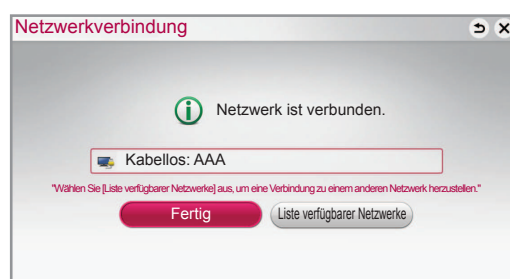 Netzwerkverbindung
Netzwerk ist verbunden.
Kabellos: AAA
"Wählen Sie [Liste verfügbarer Netzwerke] aus, um eine Verbindung zu einem anderen Netzwerk herzustellen."
Fertig
Liste verfügbarer Netzwerke